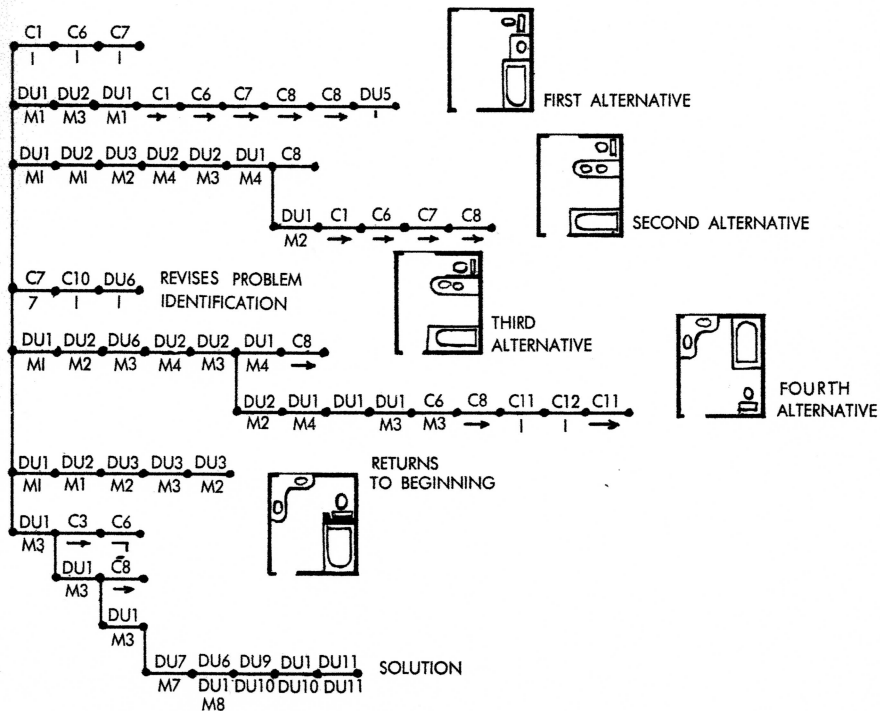 C1 C6 C7
I I I
DU1 DU2 DU1 C1 C6 C7 C8 C8 DU5
M1 M3 M1 → → → → → I
FIRST ALTERNATIVE
DU1 DU2 DU3 DU2 DU2 DU1 C8
M1 M1 M2 M4 M3 M4
DU1 C1 C6 C7 C8
M2 → → → →
SECOND ALTERNATIVE
C7 C10 DU6
7 I I
REVISES PROBLEM
IDENTIFICATION
THIRD
ALTERNATIVE
DU1 DU2 DU6 DU2 DU2 DU1 C8
M1 M2 M3 M4 M3 M4 →
DU2 DU1 DU1 DU1 C6 C8 C11 C12 C11
M2 M4 M3 M3 → I I →
FOURTH
ALTERNATIVE
DU1 DU2 DU3 DU3 DU3
M1 M1 M2 M3 M2
RETURNS
TO BEGINNING
DU1 C3 C6
M3 →
DU1 C8
M3 →
DU1
M3
DU7 DU6 DU9 DU1 DU11
M7 DU1 DU10 DU10 DU11
M8
SOLUTION